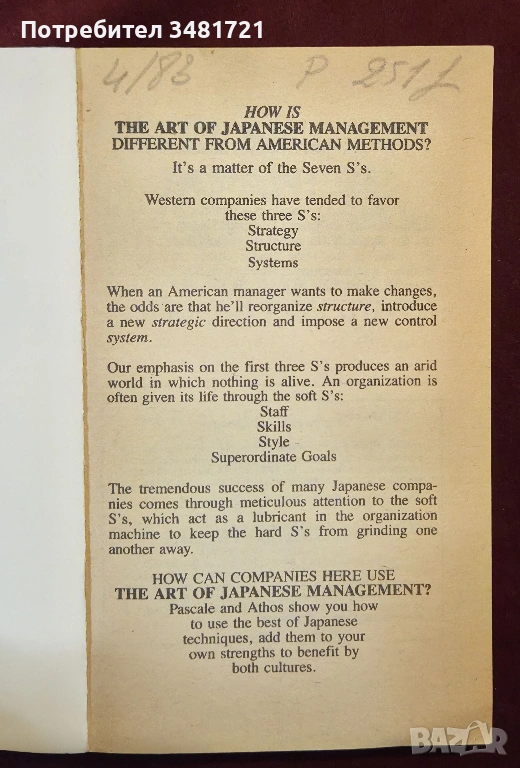 Потребител 3481721
4/83 P 251
HOW IS
THE ART OF JAPANESE MANAGEMENT
DIFFERENT FROM AMERICAN METHODS?
It's a matter of the Seven S's.
Western companies have tended to favor
these three S's:
Strategy
Structure
Systems
When an American manager wants to make changes,
the odds are that he'll reorganize structure, introduce
a new strategic direction and impose a new control
system.
Our emphasis on the first three S's produces an arid
world in which nothing is alive. An organization is
often given its life through the soft S's:
Staff
Skills
Style
Superordinate Goals
The tremendous success of many Japanese compa-
nies comes through meticulous attention to the soft
S's, which act as a lubricant in the organization
machine to keep the hard S's from grinding one
another away.
HOW CAN COMPANIES HERE USE
THE ART OF JAPANESE MANAGEMENT?
Pascale and Athos show you how
to use the best of Japanese
techniques, add them to your
own strengths to benefit by
both cultures.
BAZAR